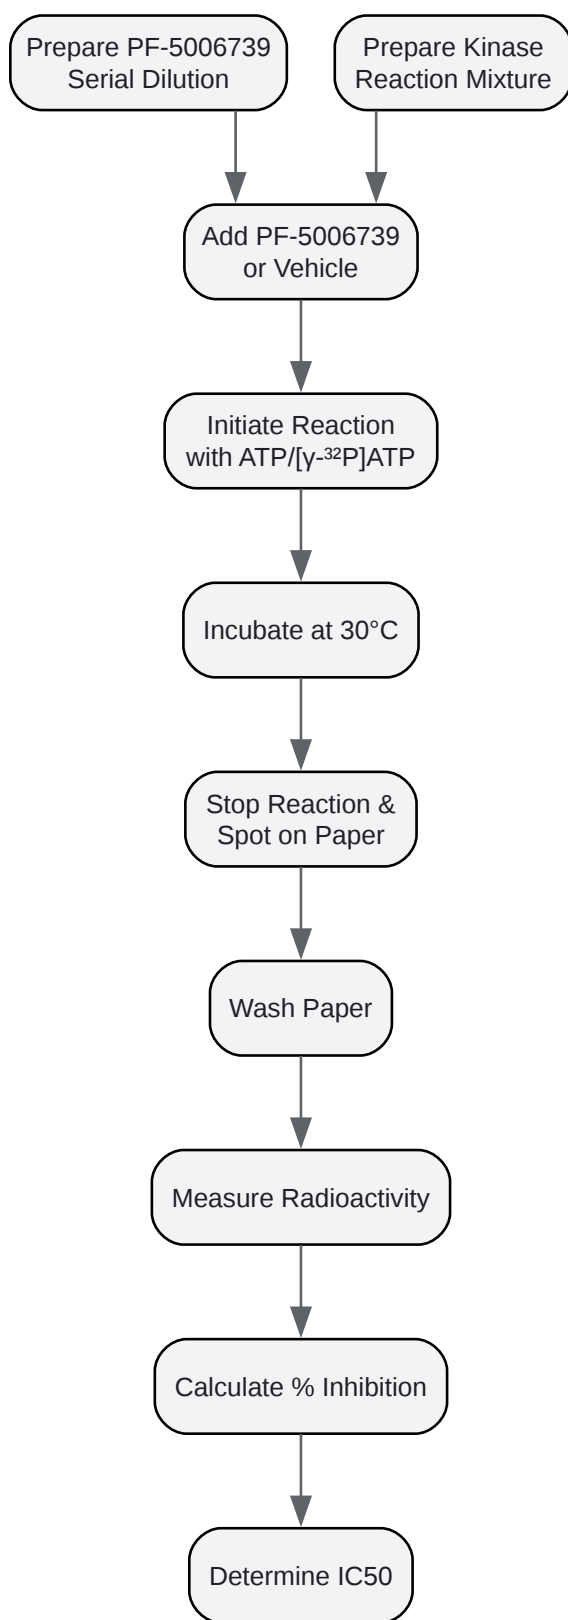 Prepare PF-5006739
Serial Dilution
Prepare Kinase
Reaction Mixture
Add PF-5006739
or Vehicle
Initiate Reaction
with ATP/[γ-³²P]ATP
Incubate at 30°C
Stop Reaction &
Spot on Paper
Wash Paper
Measure Radioactivity
Calculate % Inhibition
Determine IC50